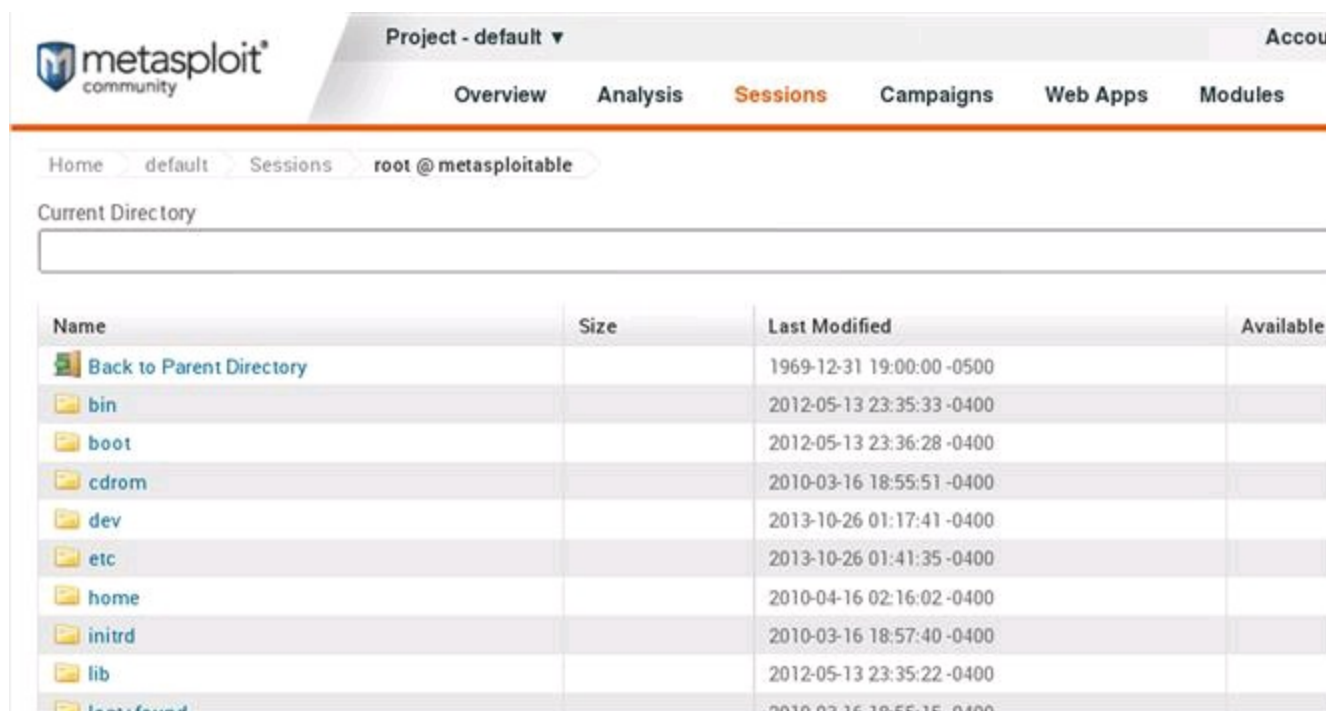 Project - default ▼ Accou
metasploit®
community
Overview Analysis Sessions Campaigns Web Apps Modules
Home default Sessions root @ metasploitable
Current Directory
Name Size Last Modified Available
Back to Parent Directory 1969-12-31 19:00:00 -0500
bin 2012-05-13 23:35:33 -0400
boot 2012-05-13 23:36:28 -0400
cdrom 2010-03-16 18:55:51 -0400
dev 2013-10-26 01:17:41 -0400
etc 2013-10-26 01:41:35 -0400
home 2010-04-16 02:16:02 -0400
initrd 2010-03-16 18:57:40 -0400
lib 2012-05-13 23:35:22 -0400